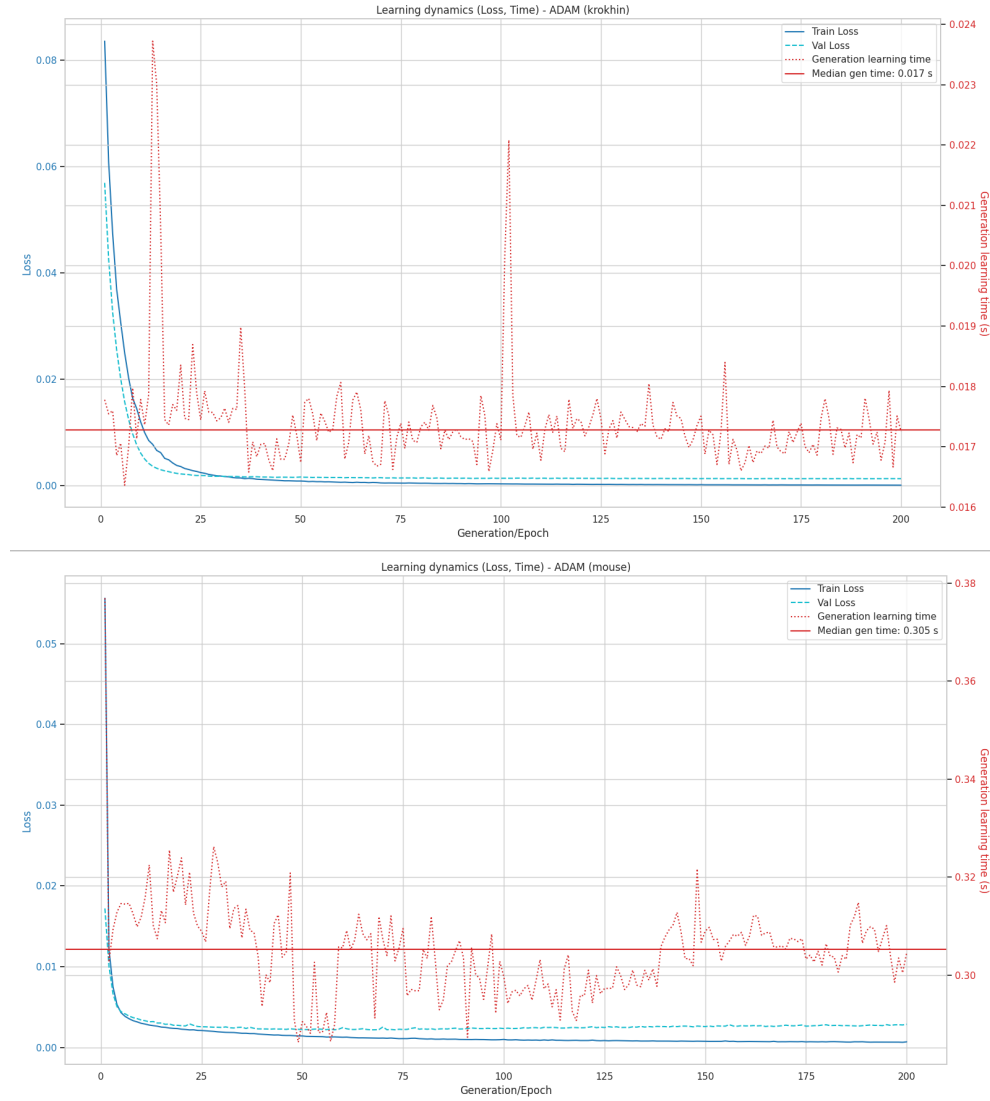 Learning dynamics (Loss, Time) - ADAM (krokhin)
Train Loss
Val Loss
Generation learning time
Median gen time: 0.017 s
0.08
0.06
0.04
0.02
0.00
Loss
0.024
0.023
0.022
0.021
0.020
0.019
0.018
0.017
0.016
Generation learning time (s)
0 25 50 75 100 125 150 175 200
Generation/Epoch
Learning dynamics (Loss, Time) - ADAM (mouse)
Train Loss
Val Loss
Generation learning time
Median gen time: 0.305 s
0.05
0.04
0.03
0.02
0.01
0.00
Loss
0.38
0.36
0.34
0.32
0.30
Generation learning time (s)
0 25 50 75 100 125 150 175 200
Generation/Epoch